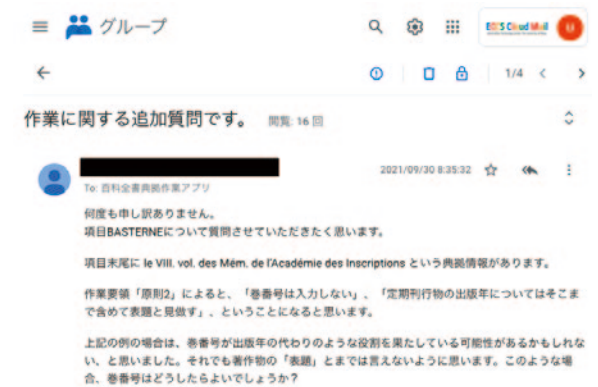 グループ
ECCS Cloud Mail
1/4
作業に関する追加質問です。 閲覧: 16 回
2021/09/30 8:35:32
To: 百科全書典拠作業アプリ
何度も申し訳ありません。
項目BASTERNEについて質問させていただきたく思います。
項目末尾に le VIII. vol. des Mém. de l'Académie des Inscriptions という典拠情報があります。
作業要領「原則2」によると、「巻番号は入力しない」、「定期刊行物の出版年についてはそこま
で含めて表題と見做す」、ということになると思います。
上記の例の場合は、巻番号が出版年の代わりのような役割を果たしている可能性があるかもしれな
い、と思いました。それでも著作物の「表題」とまでは言えないように思います。このような場
合、巻番号はどうしたらよいでしょうか？